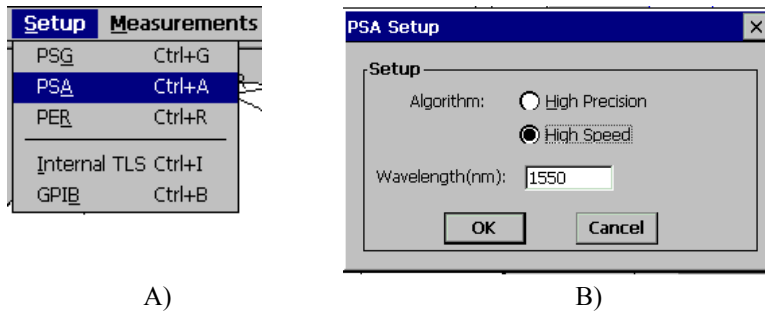 Setup Measurements
PSG Ctrl+G
PSA Ctrl+A
PER Ctrl+R
Internal TLS Ctrl+I
GPIB Ctrl+B
A)
PSA Setup
Setup
Algorithm: High Precision
High Speed
Wavelength(nm): 1550
OK Cancel
B)